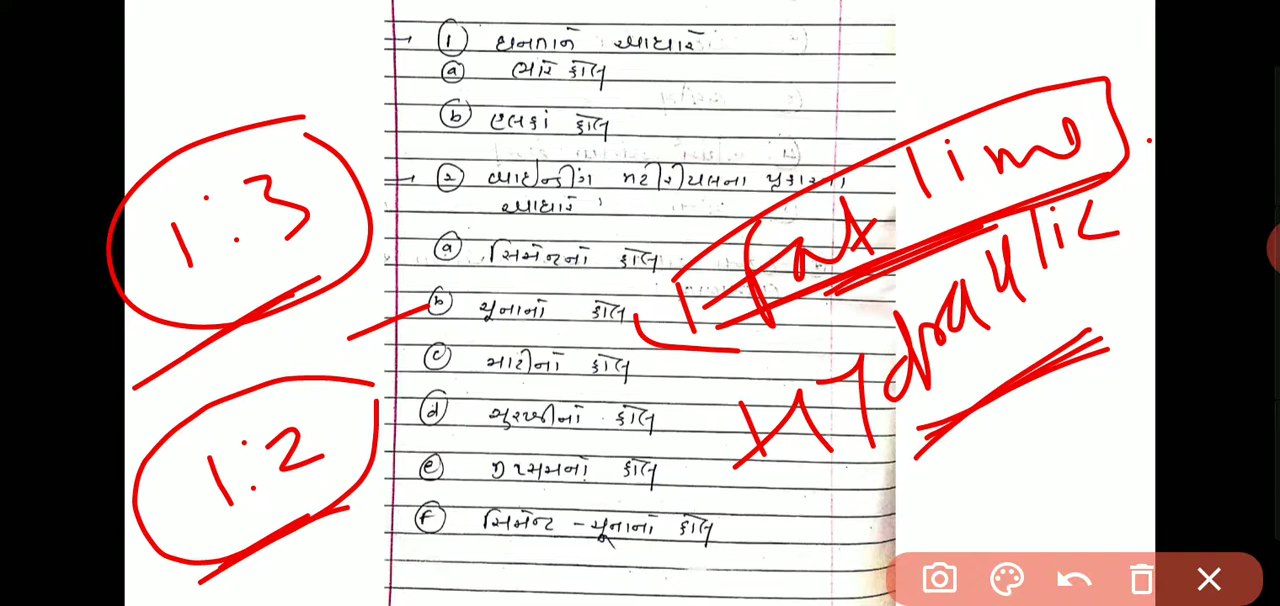 ① ઘનતાને આધારે
ⓐ ભારે કોલ
ⓑ હલકાં કોલ
② બાઈન્ડીંગ મટીરીયલના પ્રકારના
આધારે
ⓐ સિમેન્ટનો કોલ
ⓑ ચૂનાનો કોલ
ⓒ માટીનો કોલ
ⓓ સુરખીનો કોલ
ⓔ જીપ્સમનો કોલ
ⓕ સિમેન્ટ - ચૂનાનો કોલ
1:3
1:2
fat lime
Hydraulic